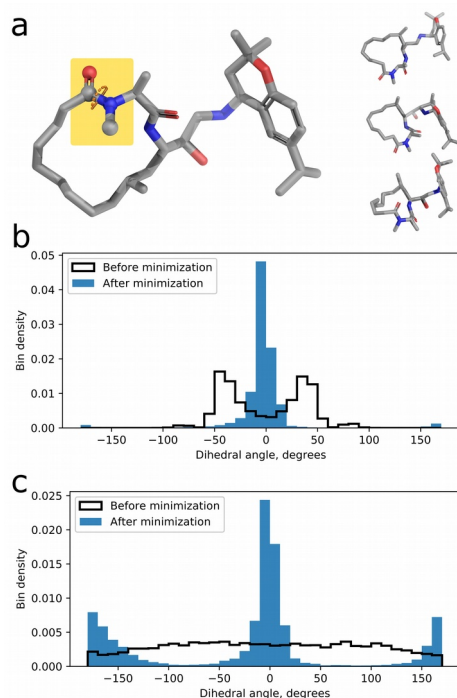 a
b
0.05
Before minimization
After minimization
0.04
0.03
0.02
0.01
0.00
Bin density
−150 −100 −50 0 50 100 150
Dihedral angle, degrees
c
0.025
Before minimization
After minimization
0.020
0.015
0.010
0.005
0.000
Bin density
−150 −100 −50 0 50 100 150
Dihedral angle, degrees